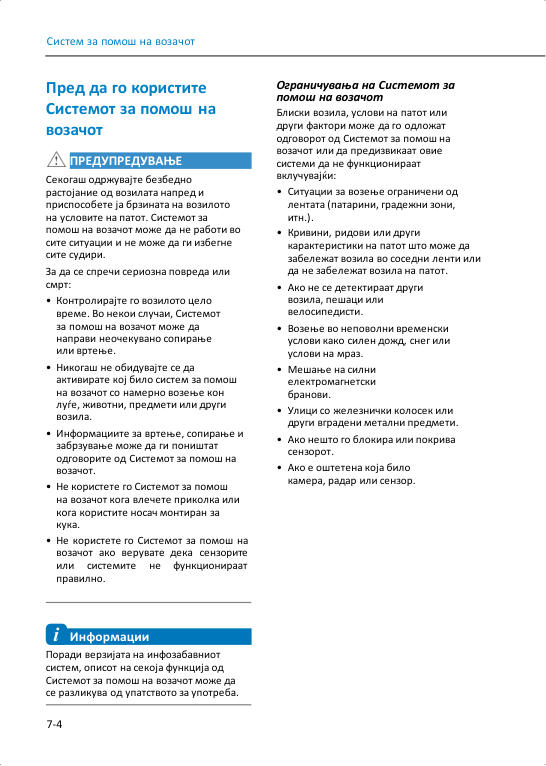 Систем за помош на возачот
Пред да го користите
Системот за помош на
возачот
ПРЕДУПРЕДУВАЊЕ
Секогаш одржувајте безбедно
растојание од возилата напред и
приспособете ја брзината на возилото
на условите на патот. Системот за
помош на возачот може да не работи во
сите ситуации и не може да ги избегне
сите судири.
За да се спречи сериозна повреда или
смрт:
• Контролирајте го возилото цело
време. Во некои случаи, Системот
за помош на возачот може да
направи неочекувано сопирање
или вртење.
• Никогаш не обидувајте се да
активирате кој било систем за помош
на возачот со намерно возење кон
луѓе, животни, предмети или други
возила.
• Информациите за вртење, сопирање и
забрзување може да ги поништат
одговорите од Системот за помош на
возачот.
• Не користете го Систем за помош
на возачот кога влечете приколка или
кога користите носач монтиран за
кука.
• Не користете го Систем за помош на
возачот ако верувате дека сензорите
или системите не функционираат
правилно.
i Информации
Поради верзијата на инфозабавниот
систем, описот на секоја функција од
Системот за помош на возачот може да
се разликува од упатството за употреба.
Ограничувања на Системот за
помош на возачот
Блиски возила, услови на патот или
други фактори може да го одложат
одговорот од Системот за помош на
возачот или да предизвикаат овие
системи да не функционираат
вклучувајќи:
• Ситуации за возење ограничени од
лентата (патарини, градежни зони,
итн.).
• Кривини, ридови или други
карактеристики на патот што може да
забележат возила во соседни ленти или
да не забележат возила на патот.
• Ако не се детектираат други
возила, пешаци или
велосипедисти.
• Возење во неповолни временски
услови како силен дожд, снег или
услови на мраз.
• Мешање на силни
електромагнетски
бранови.
• Улици со железнички колосек или
други вградени метални предмети.
• Ако нешто го блокира или покрива
сензорот.
• Ако е оштетена која било
камера, радар или сензор.
7-4